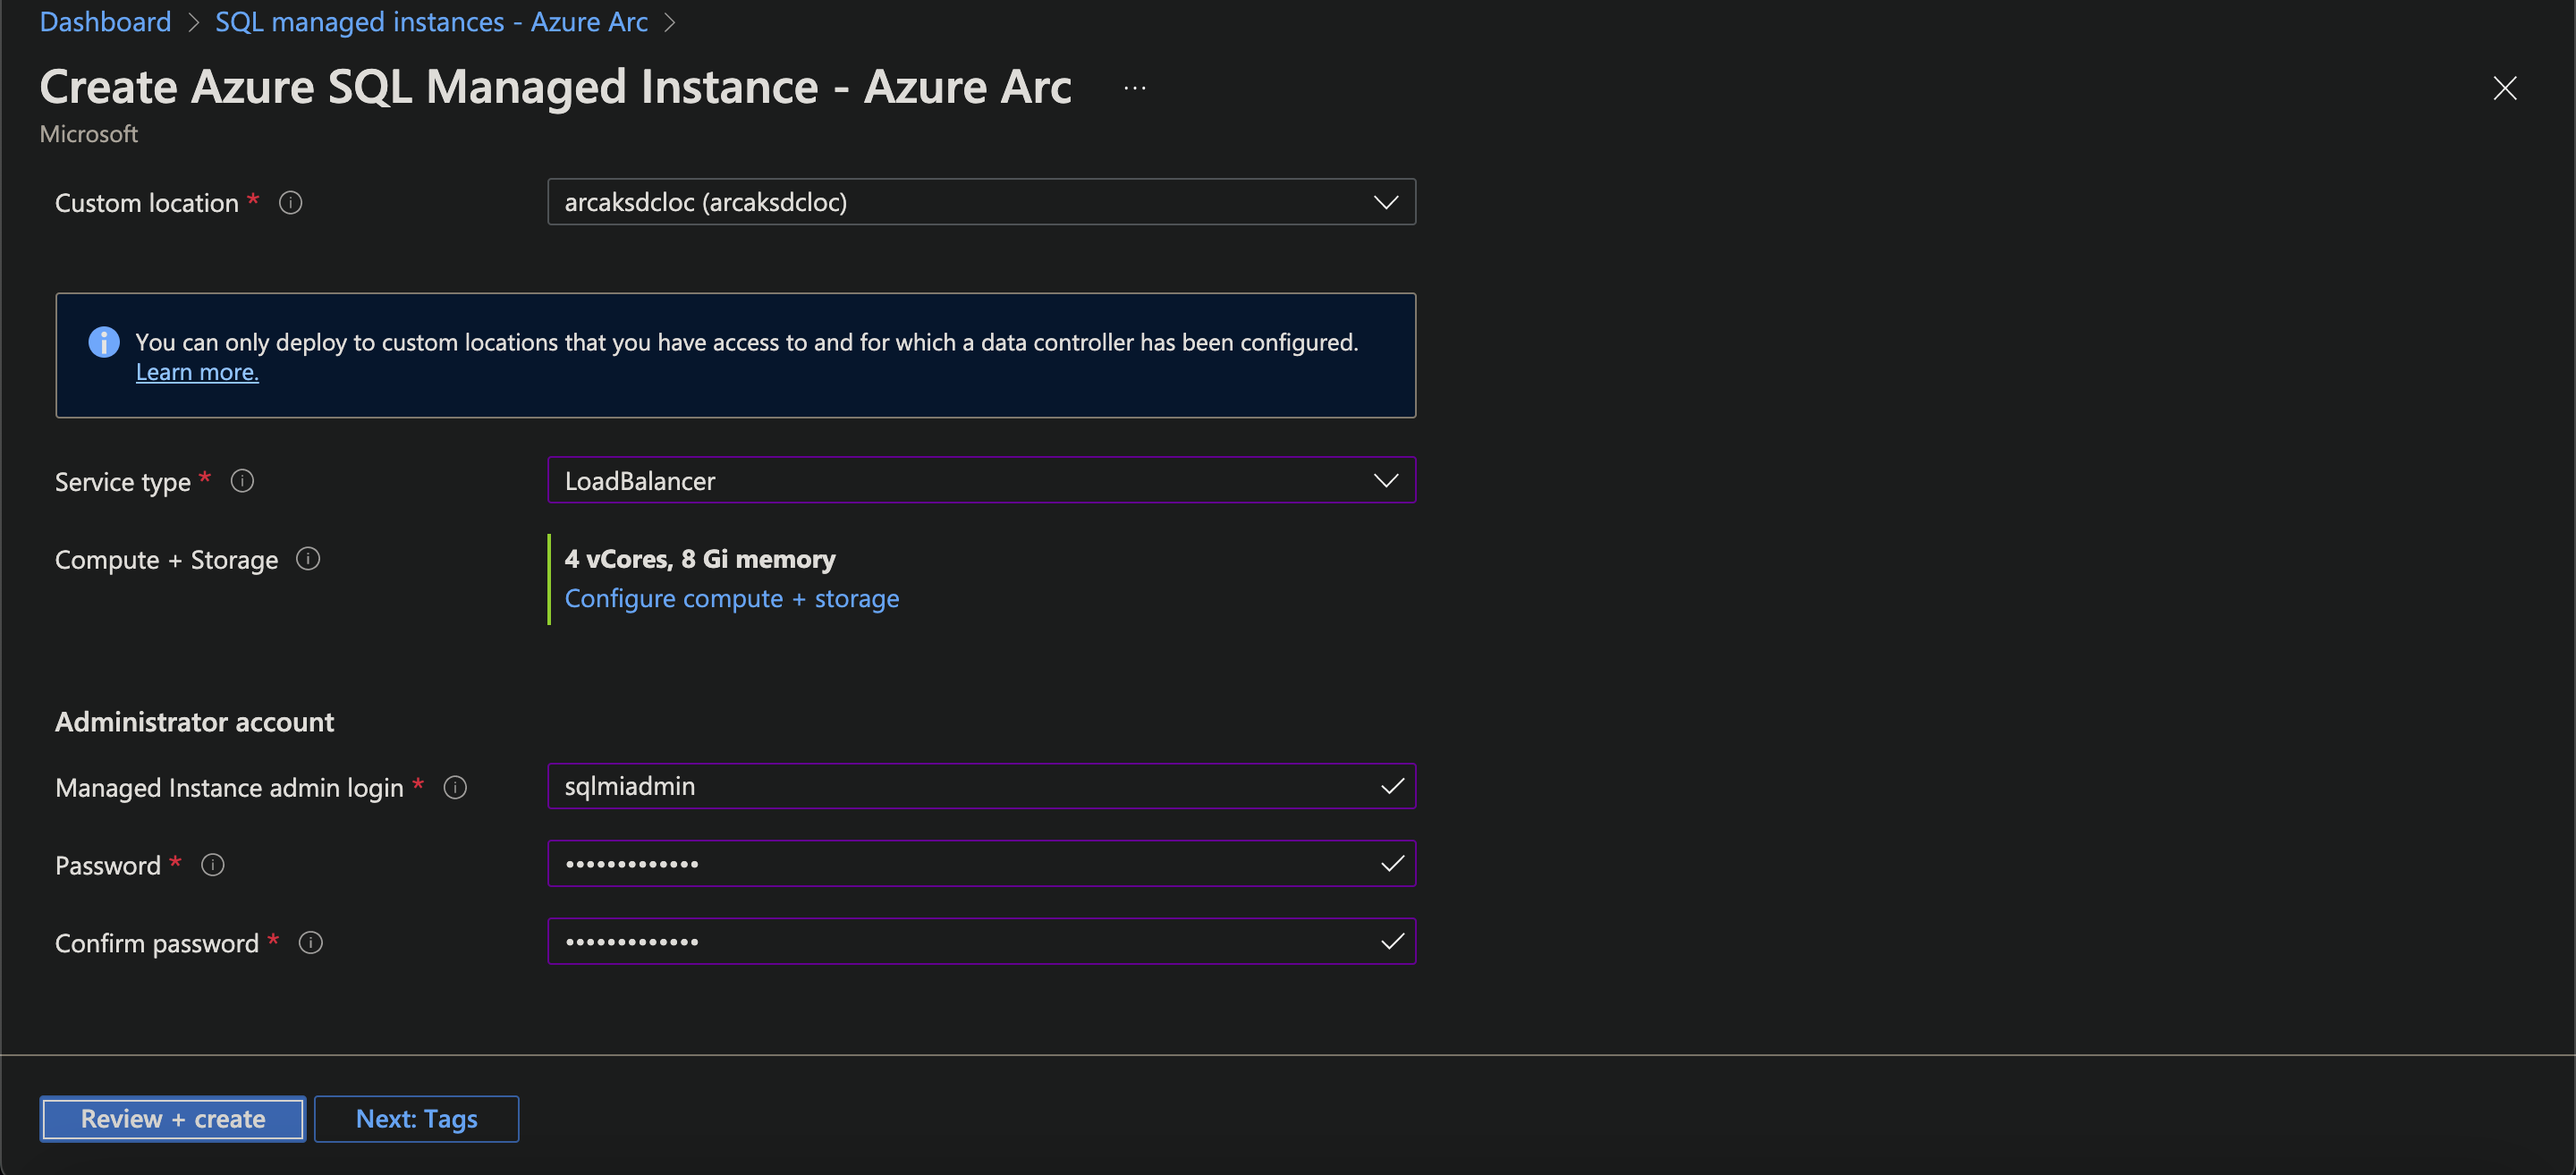 Dashboard > SQL managed instances - Azure Arc >
Create Azure SQL Managed Instance - Azure Arc ...
Microsoft
Custom location * arcaksdcloc (arcaksdcloc)
You can only deploy to custom locations that you have access to and for which a data controller has been configured.
Learn more.
Service type * LoadBalancer
Compute + Storage 4 vCores, 8 Gi memory
Configure compute + storage
Administrator account
Managed Instance admin login * sqlmiadmin
Password * •••••••••••••
Confirm password * •••••••••••••
Review + create Next: Tags